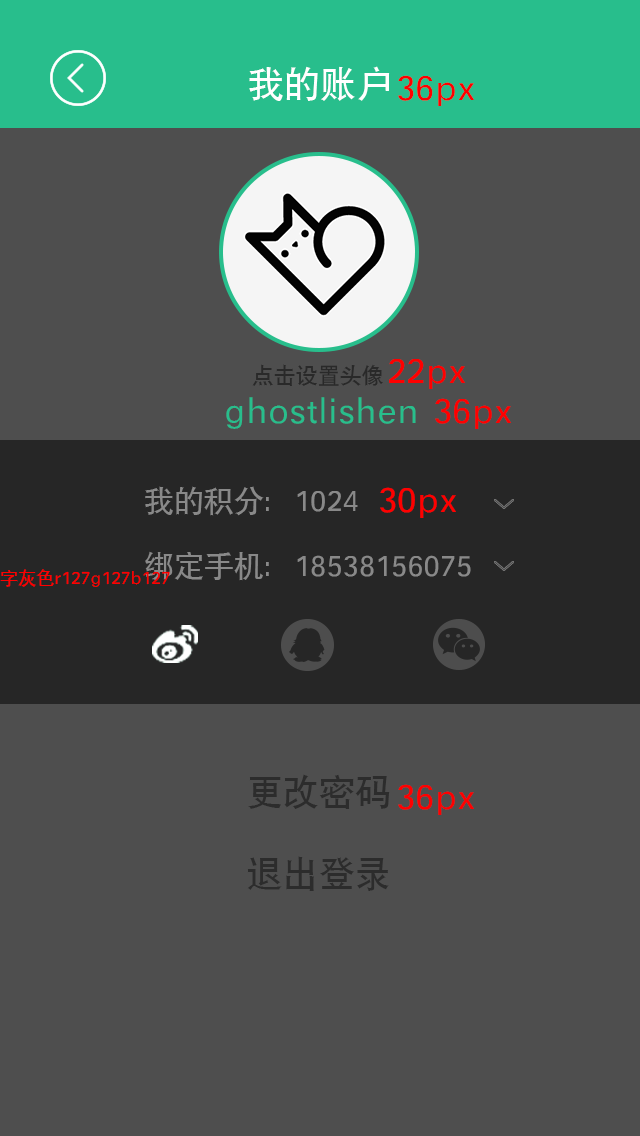 我的账户 36px
点击设置头像 22px
ghostlishen 36px
我的积分: 1024 30px
绑定手机: 18538156075
字灰色r127g127b127
更改密码 36px
退出登录